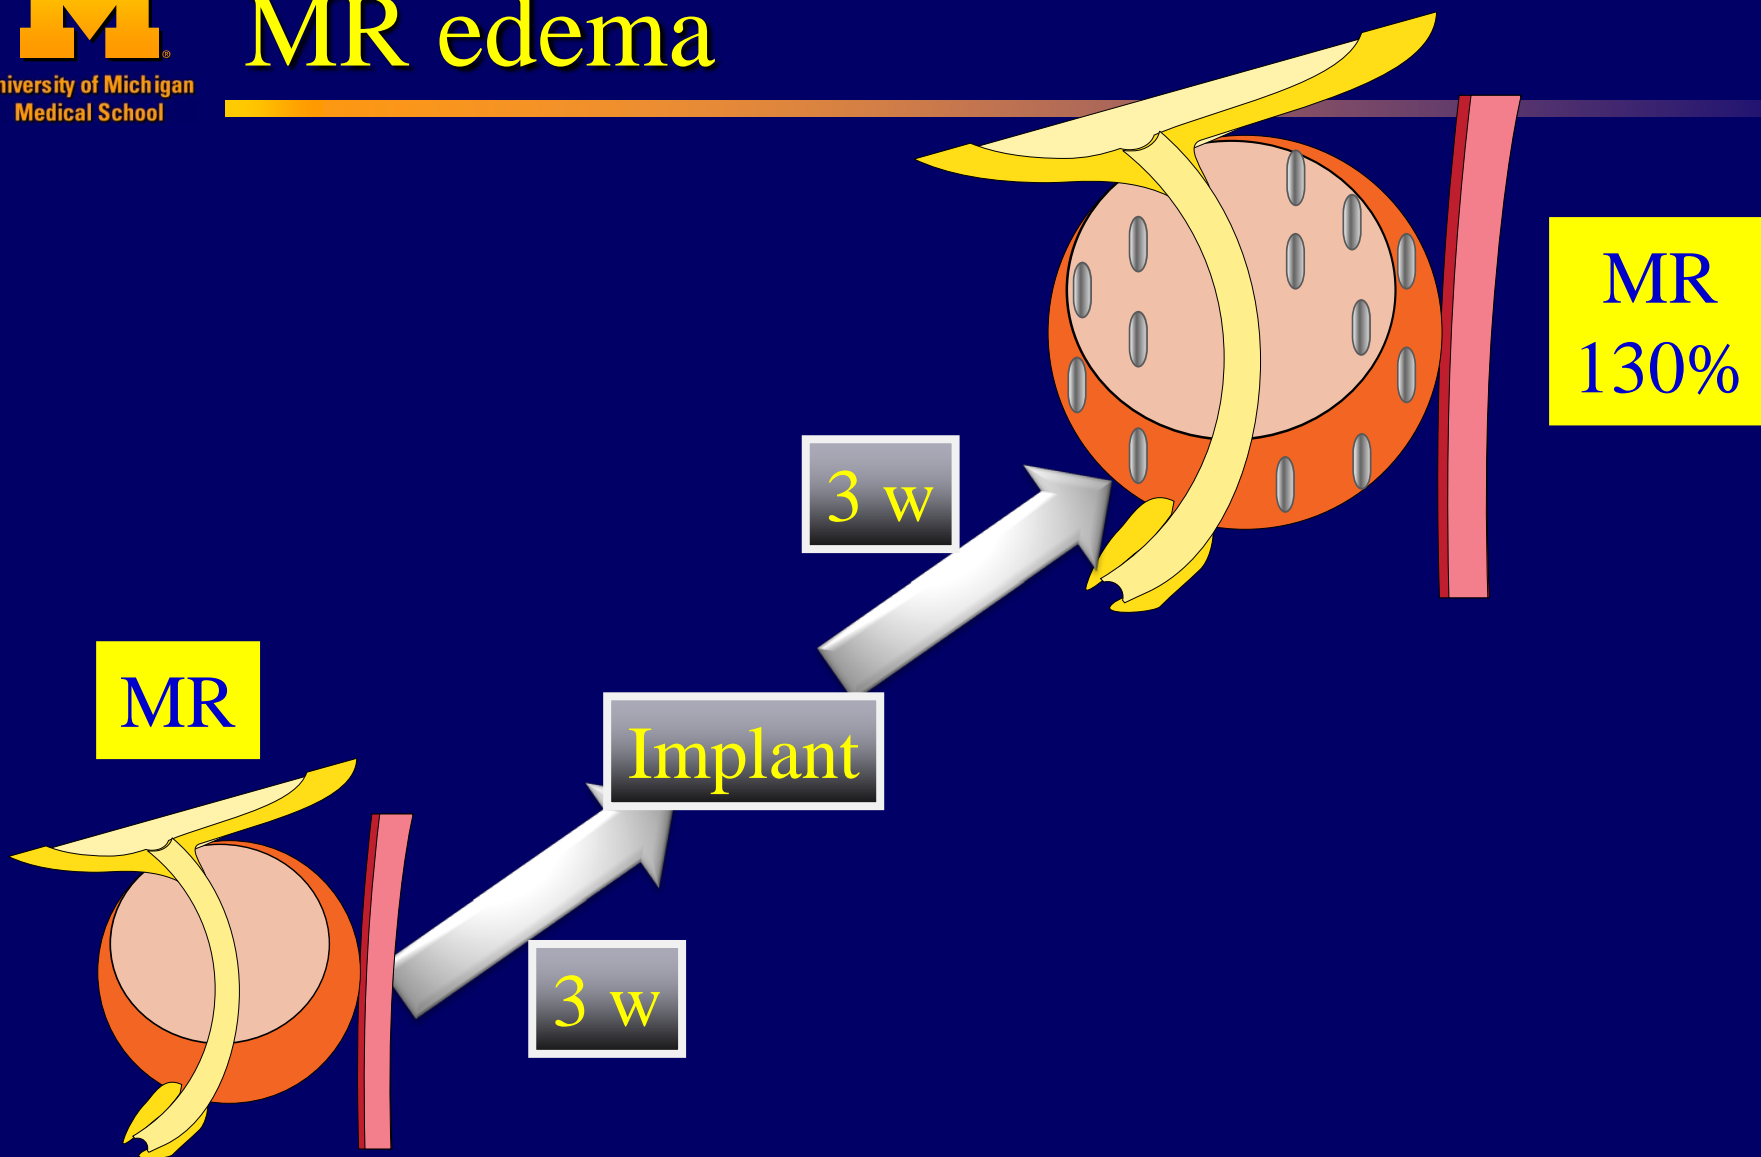 MR edema
niversity of Michigan
Medical School
MR
130%
3 w
MR
Implant
3 w